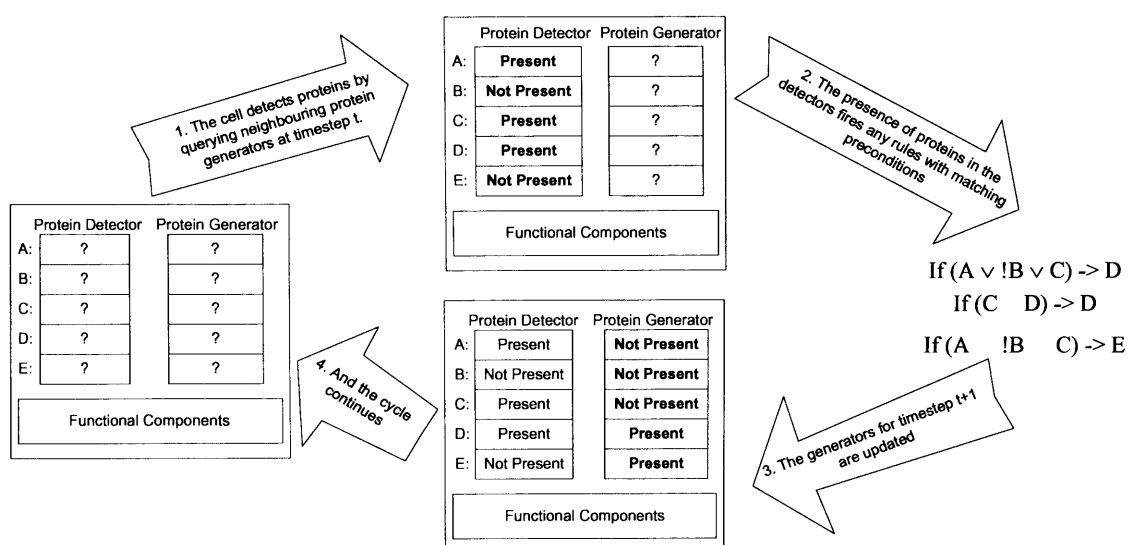 1. The cell detects proteins by
querying neighbouring protein
generators at timestep t.
Protein Detector Protein Generator
A: Present ?
B: Not Present ?
C: Present ?
D: Present ?
E: Not Present ?
Functional Components
2. The presence of proteins in the
detectors fires any rules with matching
preconditions
If (A ∨ !B ∨ C) -> D
If (C D) -> D
If (A !B C) -> E
3. The generators for timestep t+1
are updated
Protein Detector Protein Generator
A: Present Not Present
B: Not Present Not Present
C: Present Not Present
D: Present Present
E: Not Present Present
Functional Components
4. And the cycle
continues
Protein Detector Protein Generator
A: ? ?
B: ? ?
C: ? ?
D: ? ?
E: ? ?
Functional Components